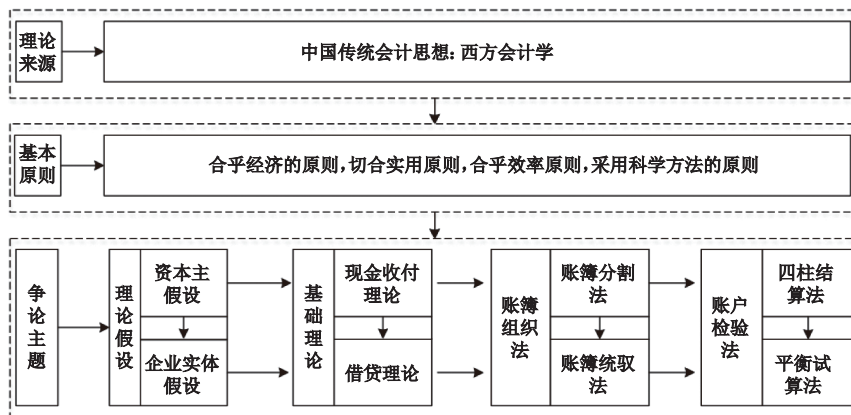 理论
来源
中国传统会计思想：西方会计学
基本
原则
合乎经济的原则，切合实用原则，合乎效率原则，采用科学方法的原则
争
论
主
题
理
论
假
设
资本主
假设
企业实体
假设
基
础
理
论
现金收付
理论
借贷理论
账簿
组织
法
账簿分割
法
账簿统驭
法
账户
检验
法
四柱结
算法
平衡试
算法